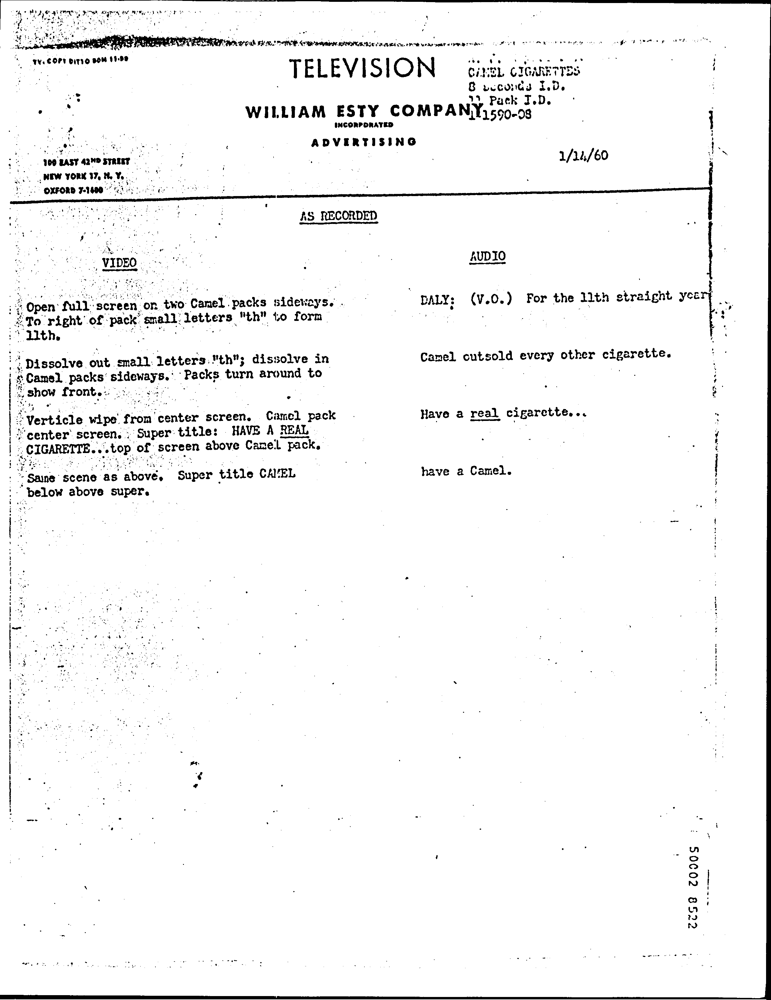 TV. COPY DITTO 50M 11-59
TELEVISION
CAMEL CIGARETTES
8 seconds I.D.
11 Pack I.D.
WILLIAM ESTY COMPANY
#1590-08
INCORPORATED
ADVERTISING
1/14/60
100 EAST 42ND STREET
NEW YORK 17, N. Y.
OXFORD 7-1600
AS RECORDED
VIDEO
AUDIO
Open full screen on two Camel packs sideways.
To right of pack small letters "th" to form
11th.
DALY: (V.O.) For the 11th straight year
Dissolve out small letters "th"; dissolve in
Camel packs sideways. Packs turn around to
show front.
Camel outsold every other cigarette.
Verticle wipe from center screen. Camel pack
center screen. Super title: HAVE A REAL
CIGARETTE...top of screen above Camel pack.
Have a real cigarette...
Same scene as above. Super title CAMEL
below above super.
have a Camel.
50002 8522